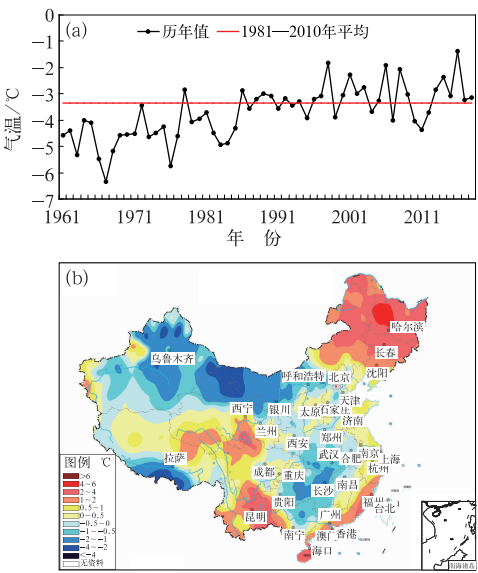 (a)
历年值
1981—2010年平均
0
−1
−2
−3
−4
−5
−6
−7
气温/℃
1961
1971
1981
1991
2001
2011
年 份
(b)
哈尔滨
长春
沈阳
乌鲁木齐
呼和浩特
北京
天津
石家庄
太原
济南
西宁
银川
兰州
西安
郑州
拉萨
成都
重庆
武汉
合肥
南京
上海
杭州
长沙
南昌
贵阳
昆明
福州
台北
南宁
广州
澳门
香港
海口
图例 ℃
>6
4~6
2~4
1~2
0.5~1
0~0.5
−0.5~0
−1~−0.5
−2~−1
−4~−2
<−4
无资料
南海诸岛